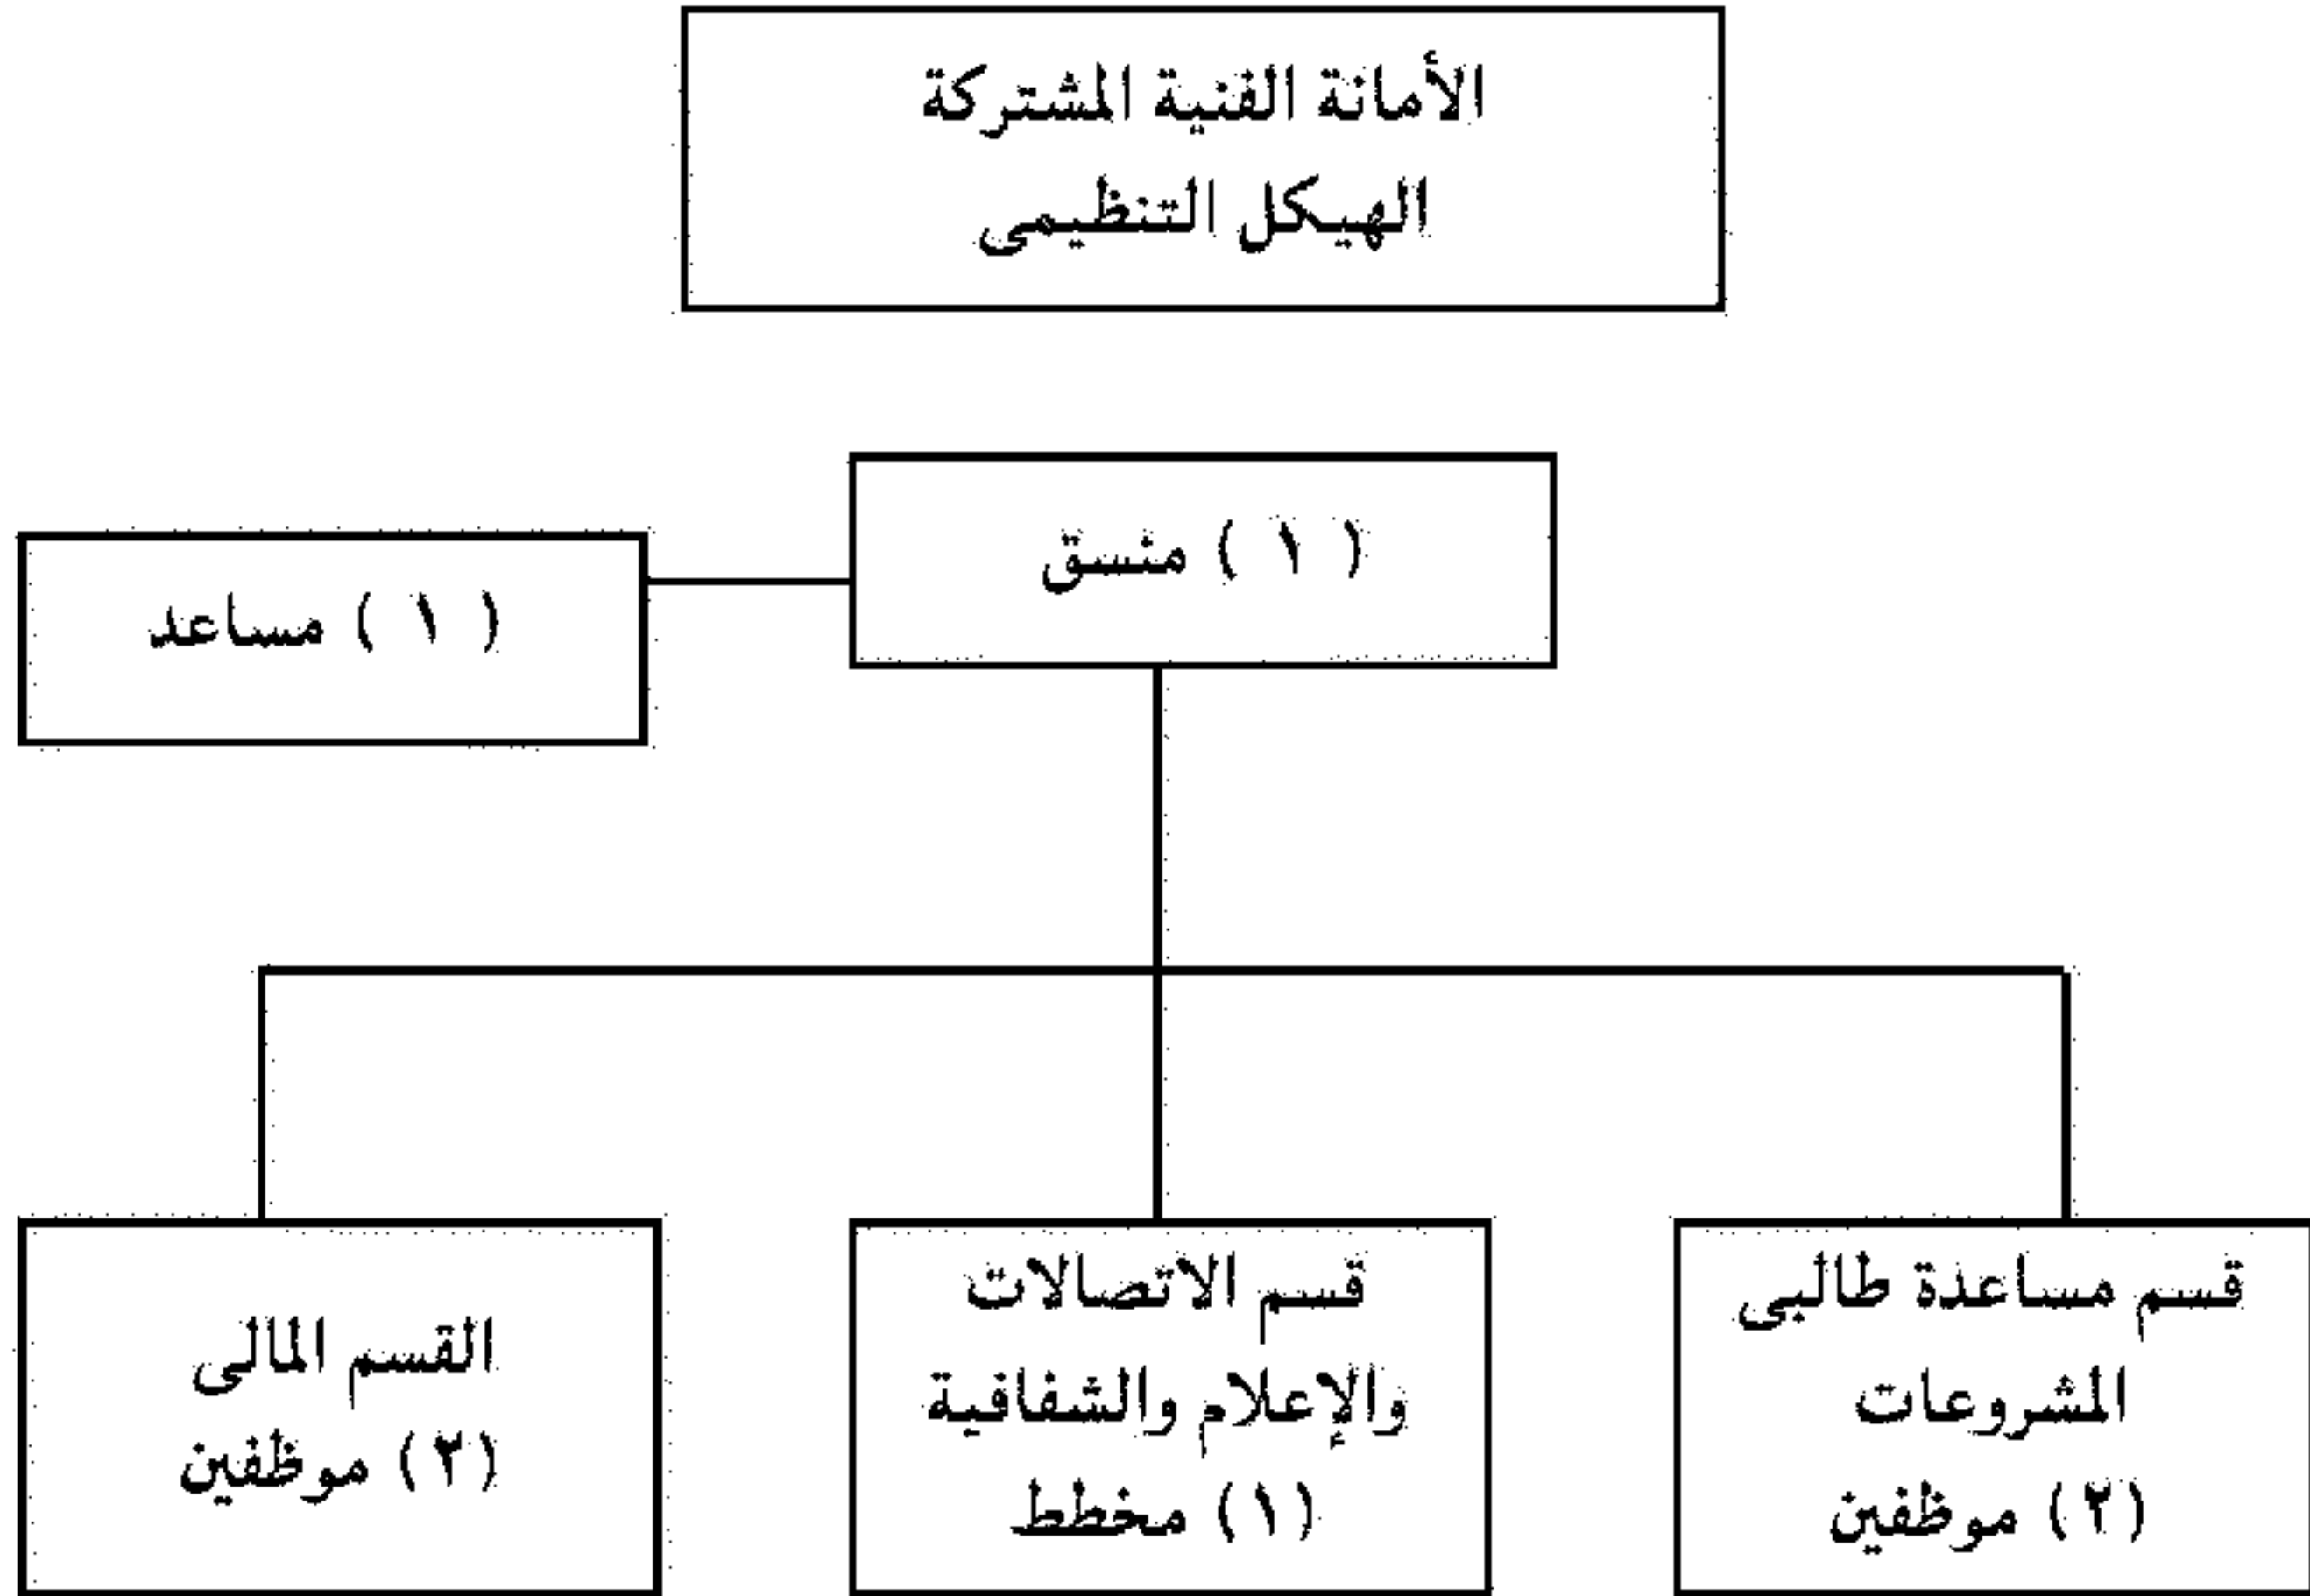 الأمانة الفنية المشتركة
الهيكل التنظيمى
( ١ ) منسق
( ١ ) مساعد
قسم مساعدة طالبى
المشروعات
(٢) موظفين
قسم الاتصالات
والإعلام والشفافية
(١) مخطط
القسم المالى
(٢) موظفين